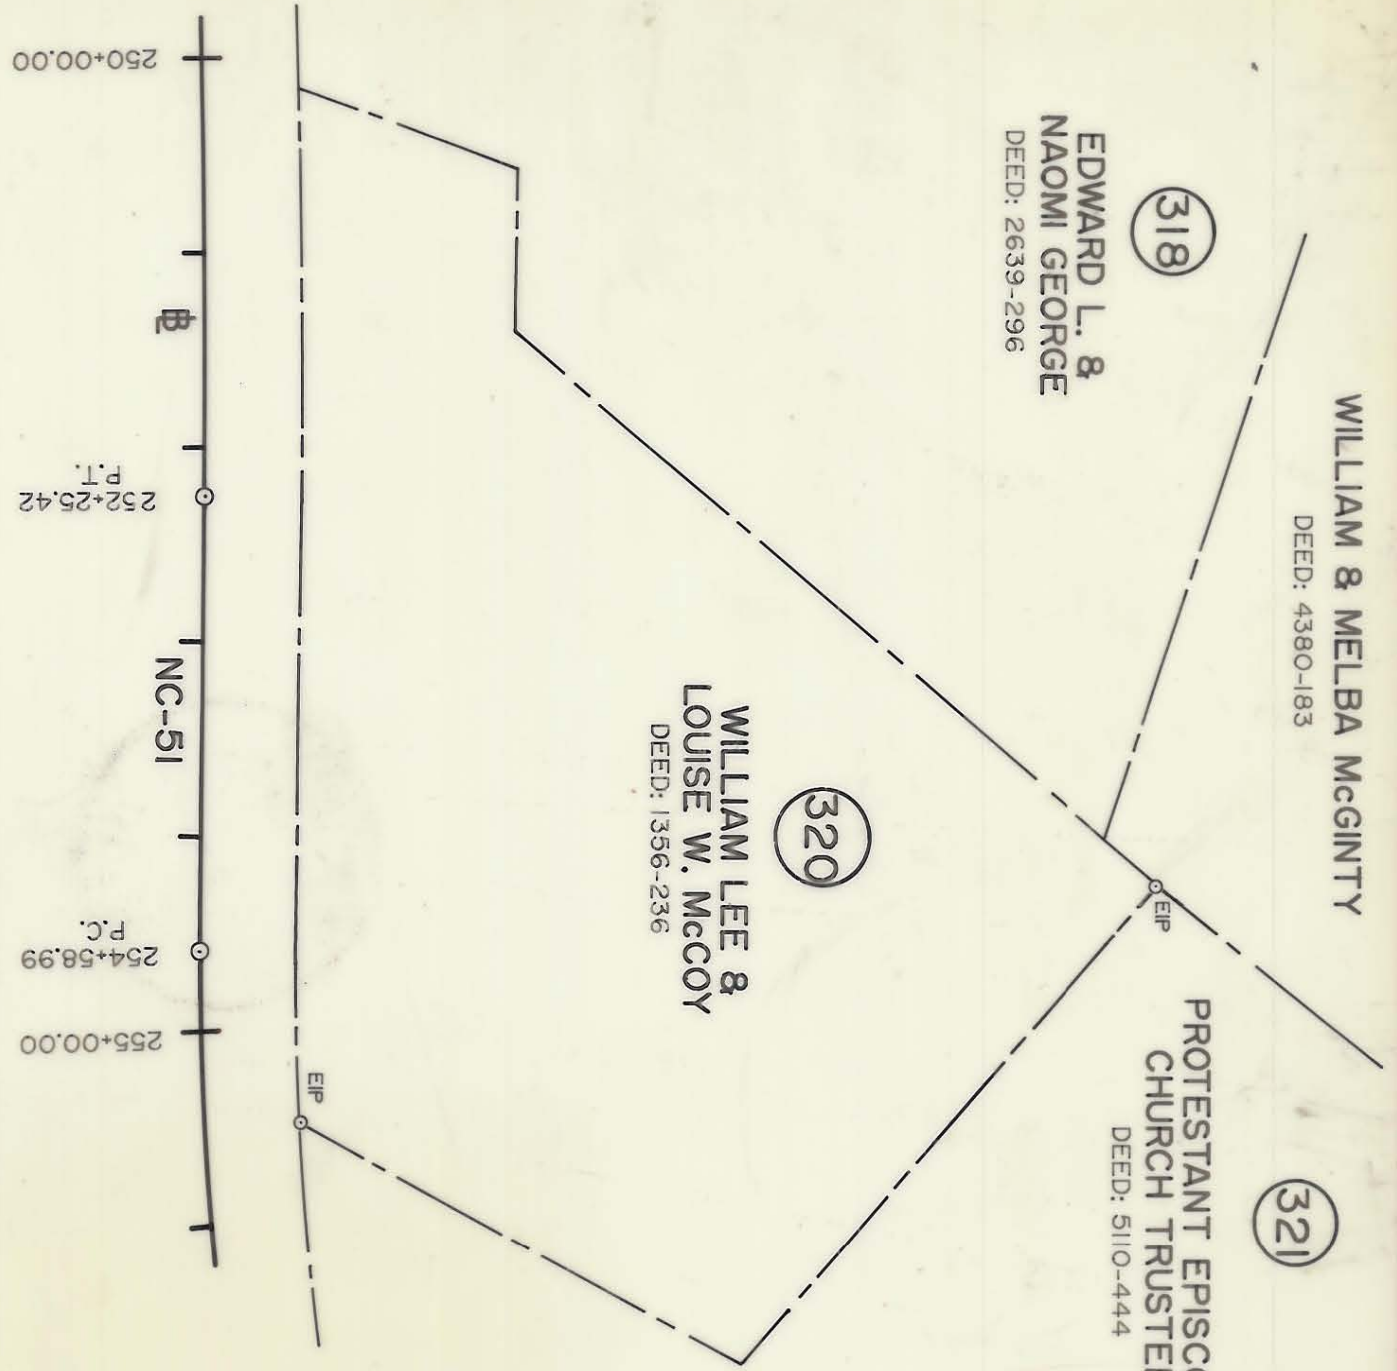 WILLIAM & MELBA McGINTY
DEED: 4380-183
318
EDWARD L. &
NAOMI GEORGE
DEED: 2639-296
321
PROTESTANT EPISC
CHURCH TRUSTE
DEED: 5110-444
EIP
320
WILLIAM LEE &
LOUISE W. McCOY
DEED: 1356-236
EIP
BL
NC-51
250+00.00
252+25.42
P.T.
254+58.99
P.C.
255+00.00